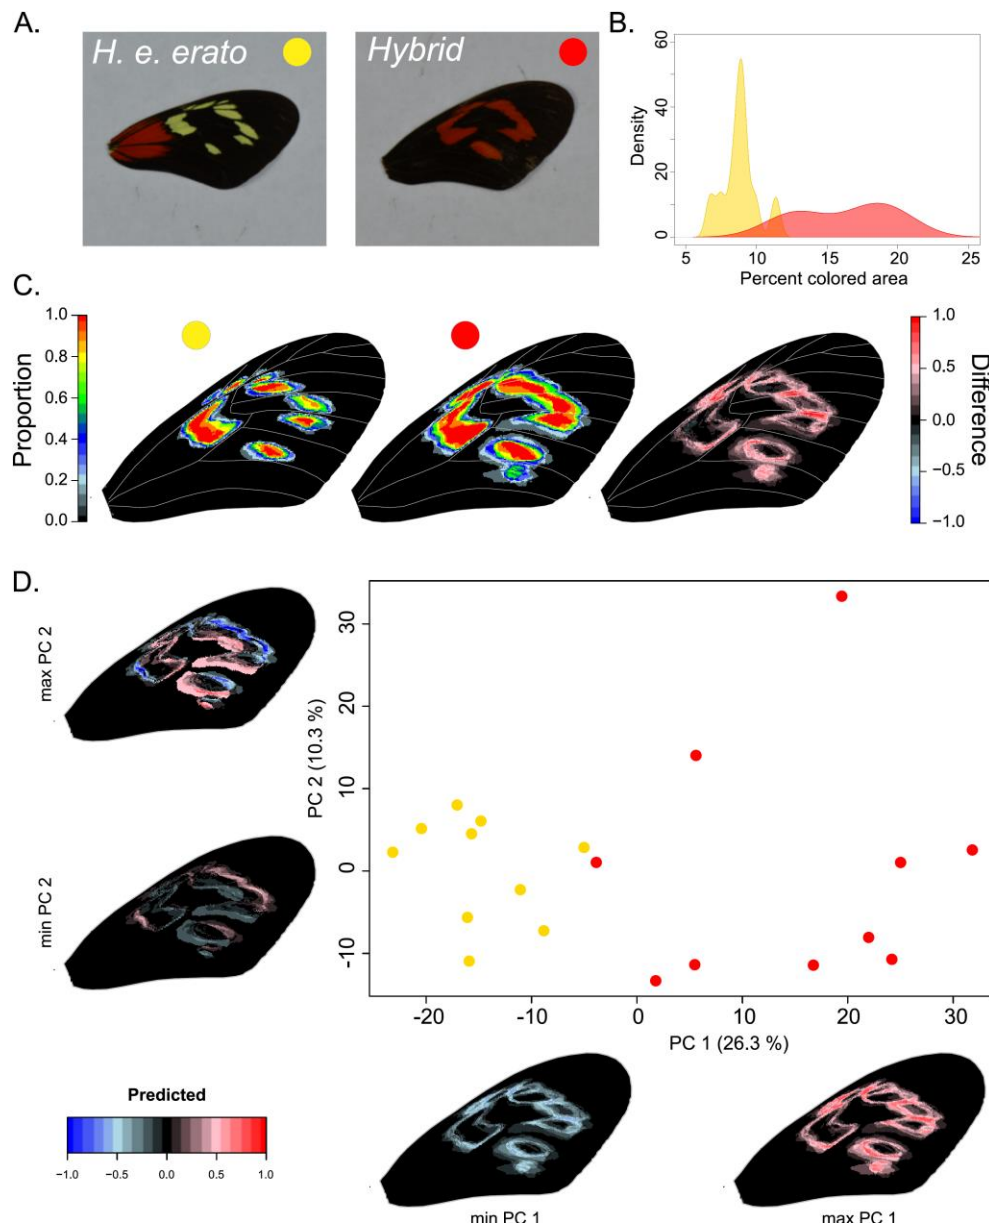 A.
H. e. erato
Hybrid
B.
Density
60
40
20
0
5
10
15
20
25
Percent colored area
C.
Proportion
1.0
0.8
0.6
0.4
0.2
0.0
1.0
0.5
0.0
−0.5
−1.0
Difference
D.
max PC 2
min PC 2
PC 2 (10.3 %)
30
20
10
0
-10
-20
-10
0
10
20
30
PC 1 (26.3 %)
Predicted
−1.0
−0.5
0.0
0.5
1.0
min PC 1
max PC 1